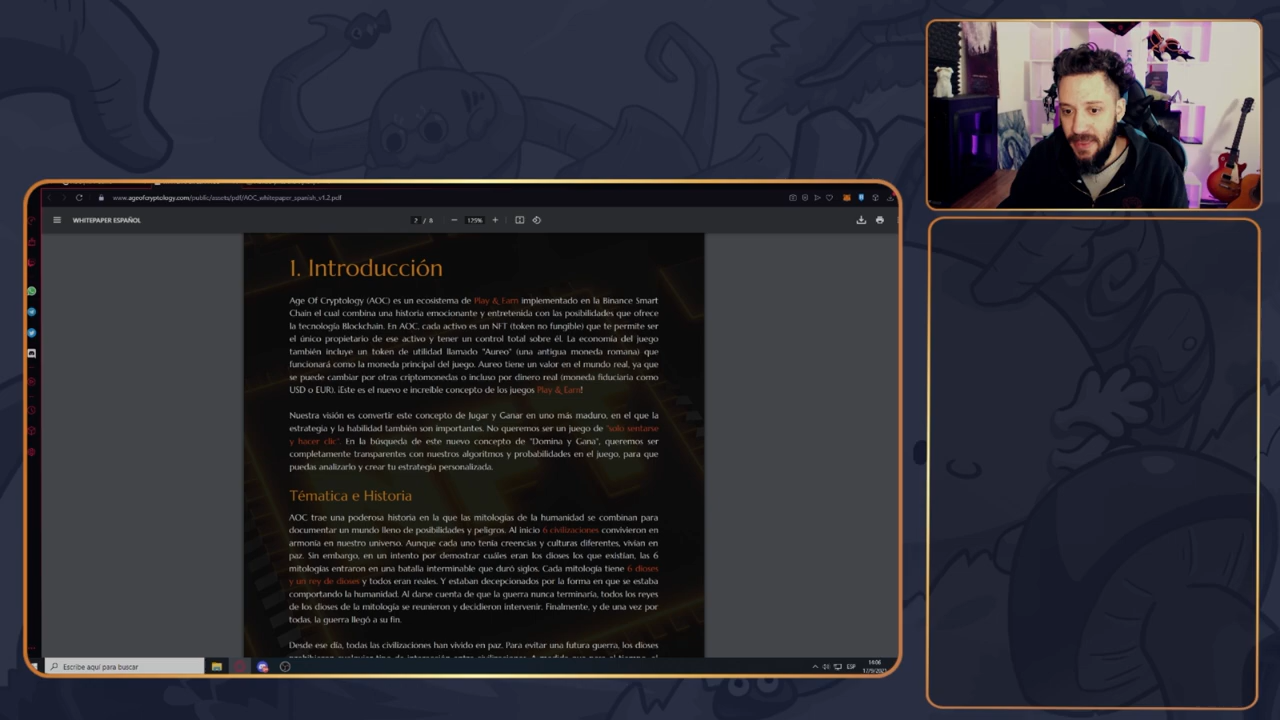 www.ageofcryptology.com/public/assets/pdf/AOC_whitepaper_spanish_v1.2.pdf
WHITEPAPER ESPAÑOL
2 / 8
125%
1. Introducción
Age Of Cryptology (AOC) es un ecosistema de Play & Earn implementado en la Binance Smart
Chain el cual combina una historia emocionante y entretenida con las posibilidades que ofrece
la tecnología Blockchain. En AOC, cada activo es un NFT (token no fungible) que te permite ser
el único propietario de ese activo y tener un control total sobre él. La economía del juego
también incluye un token de utilidad llamado "Aureo" (una antigua moneda romana) que
funcionará como la moneda principal del juego. Aureo tiene un valor en el mundo real, ya que
se puede cambiar por otras criptomonedas o incluso por dinero real (moneda fiduciaria como
USD o EUR). ¡Este es el nuevo e increíble concepto de los juegos Play & Earn!
Nuestra visión es convertir este concepto de Jugar y Ganar en uno más maduro, en el que la
estrategia y la habilidad también son importantes. No queremos ser un juego de "solo sentarse
y hacer clic". En la búsqueda de este nuevo concepto de "Domina y Gana", queremos ser
completamente transparentes con nuestros algoritmos y probabilidades en el juego, para que
puedas analizarlo y crear tu estrategia personalizada.
Tématica e Historia
AOC trae una poderosa historia en la que las mitologías de la humanidad se combinan para
documentar un mundo lleno de posibilidades y peligros. Al inicio 6 civilizaciones convivieron en
armonía en nuestro universo. Aunque cada uno tenía creencias y culturas diferentes, vivían en
paz. Sin embargo, en un intento por demostrar cuáles eran los dioses los que existían, las 6
mitologías entraron en una batalla interminable que duró siglos. Cada mitología tiene 6 dioses
y un rey de dioses y todos eran reales. Y estaban decepcionados por la forma en que se estaba
comportando la humanidad. Al darse cuenta de que la guerra nunca terminaría, todos los reyes
de los dioses de la mitología se reunieron y decidieron intervenir. Finalmente, y de una vez por
todas, la guerra llegó a su fin.
Desde ese día, todas las civilizaciones han vivido en paz. Para evitar una futura guerra, los dioses
Escribe aquí para buscar
ESP
14:06